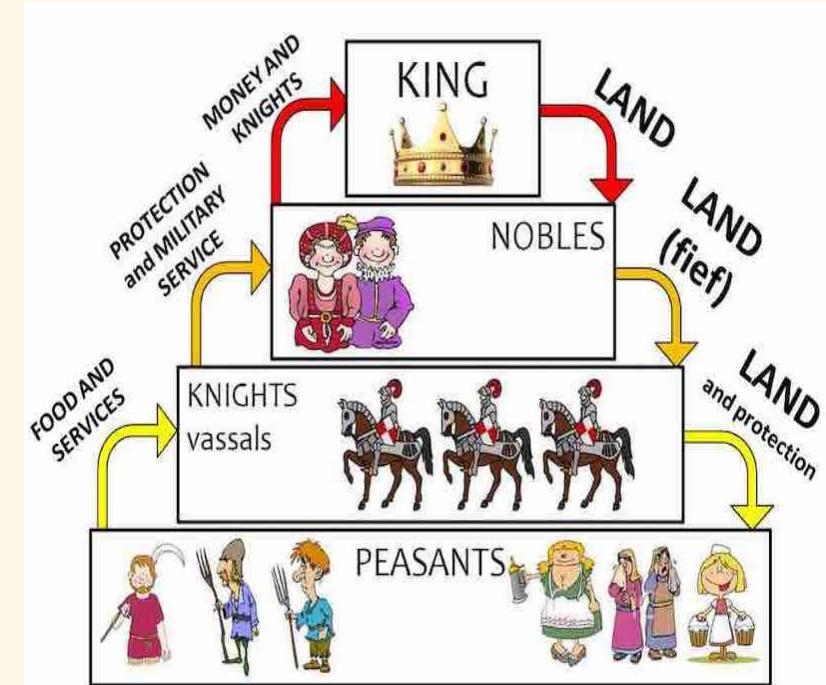 MONEY AND
KNIGHTS
KING
LAND
PROTECTION
and MILITARY
SERVICE
NOBLES
LAND
(fief)
FOOD AND
SERVICES
KNIGHTS
vassals
LAND
and protection
PEASANTS